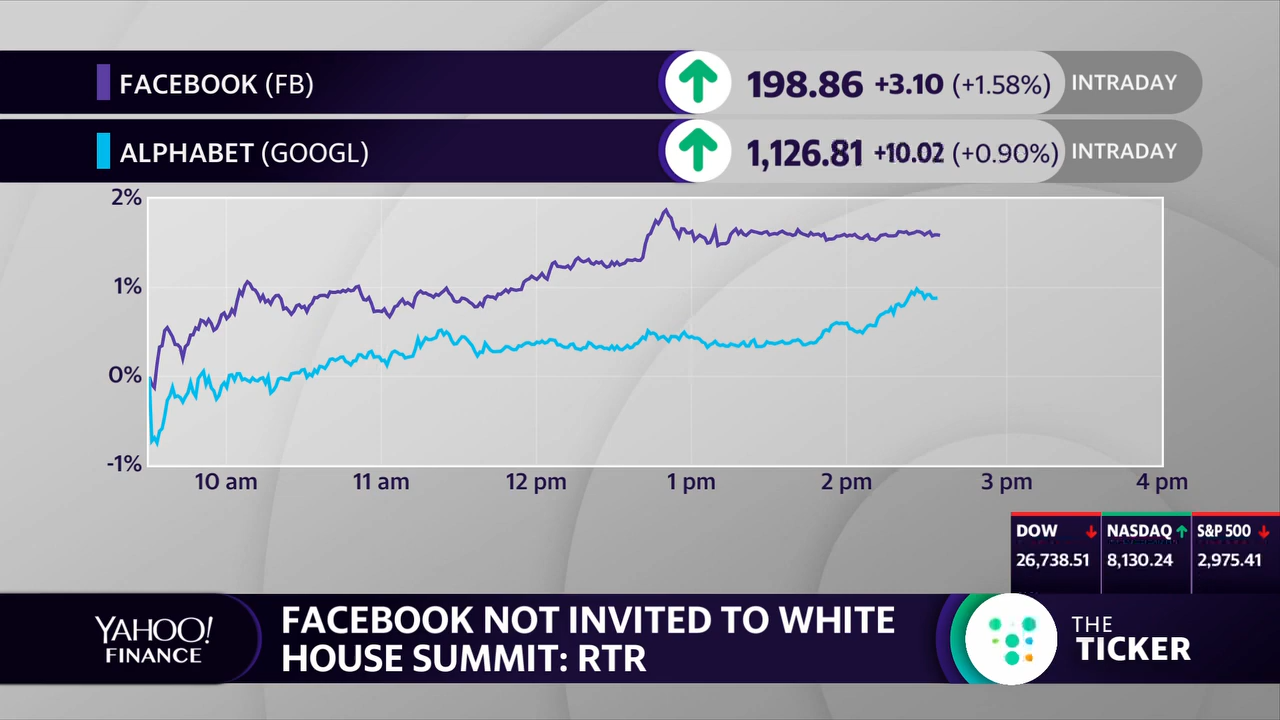 FACEBOOK (FB) 198.86 +3.10 (+1.58%) INTRADAY
ALPHABET (GOOGL) 1,126.81 +10.02 (+0.90%) INTRADAY
2%
1%
0%
-1%
10 am 11 am 12 pm 1 pm 2 pm 3 pm 4 pm
DOW NASDAQ S&P 500
26,738.51 8,130.24 2,975.41
YAHOO!
FINANCE
FACEBOOK NOT INVITED TO WHITE
HOUSE SUMMIT: RTR
THE
TICKER